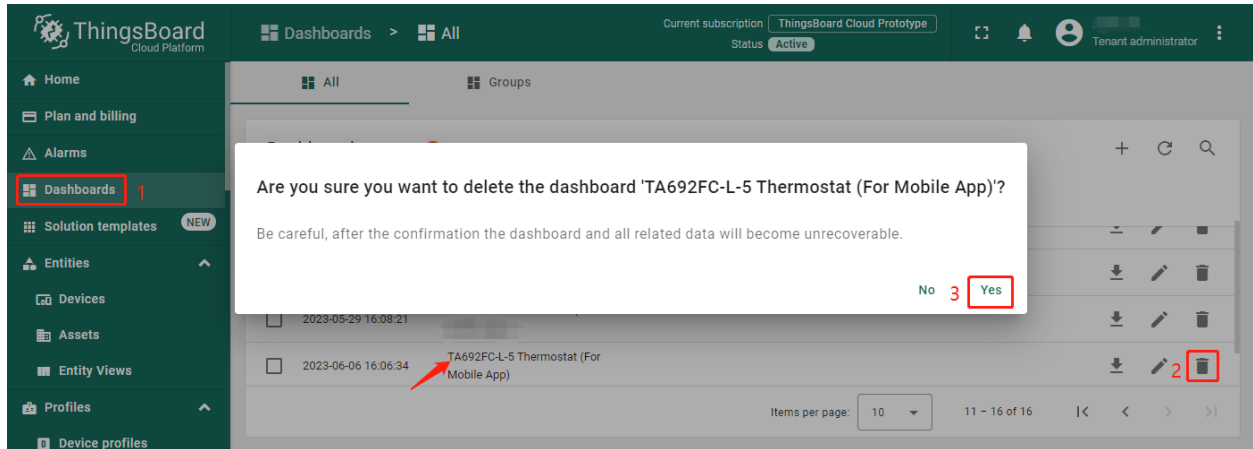 ThingsBoard
Cloud Platform
Dashboards > All
Current subscription ThingsBoard Cloud Prototype
Status Active
Tenant administrator
Home
Plan and billing
Alarms
Dashboards 1
Solution templates NEW
Entities
Devices
Assets
Entity Views
Profiles
Device profiles
All Groups
Are you sure you want to delete the dashboard 'TA692FC-L-5 Thermostat (For Mobile App)'?
Be careful, after the confirmation the dashboard and all related data will become unrecoverable.
No 3 Yes
2023-05-29 16:08:21
2023-06-06 16:06:34 TA692FC-L-5 Thermostat (For
Mobile App)
2
Items per page: 10 11 – 16 of 16